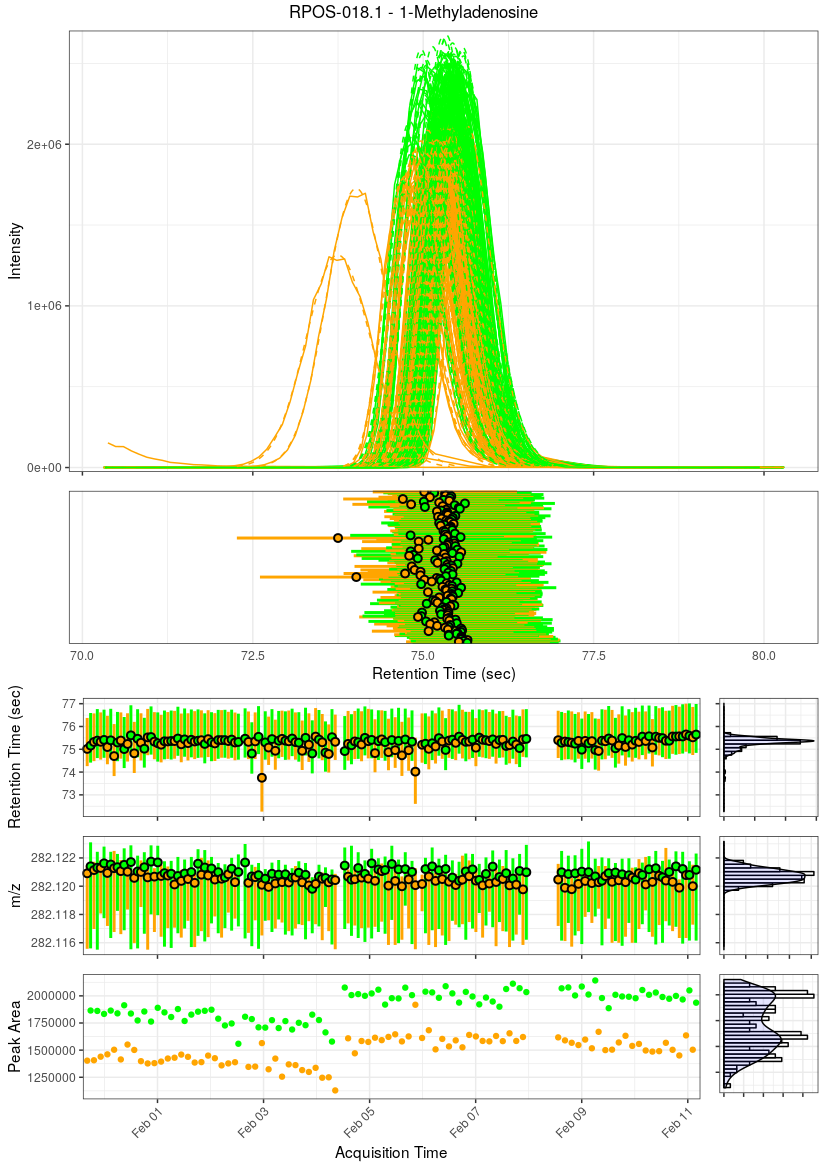 RPOS-018.1 - 1-Methyladenosine
Intensity
2e+06
1e+06
0e+00
70.0 72.5 75.0 77.5 80.0
Retention Time (sec)
Retention Time (sec)
77
76
75
74
73
m/z
282.122
282.120
282.118
282.116
Peak Area
2000000
1750000
1500000
1250000
Feb 01 Feb 03 Feb 05 Feb 07 Feb 09 Feb 11
Acquisition Time